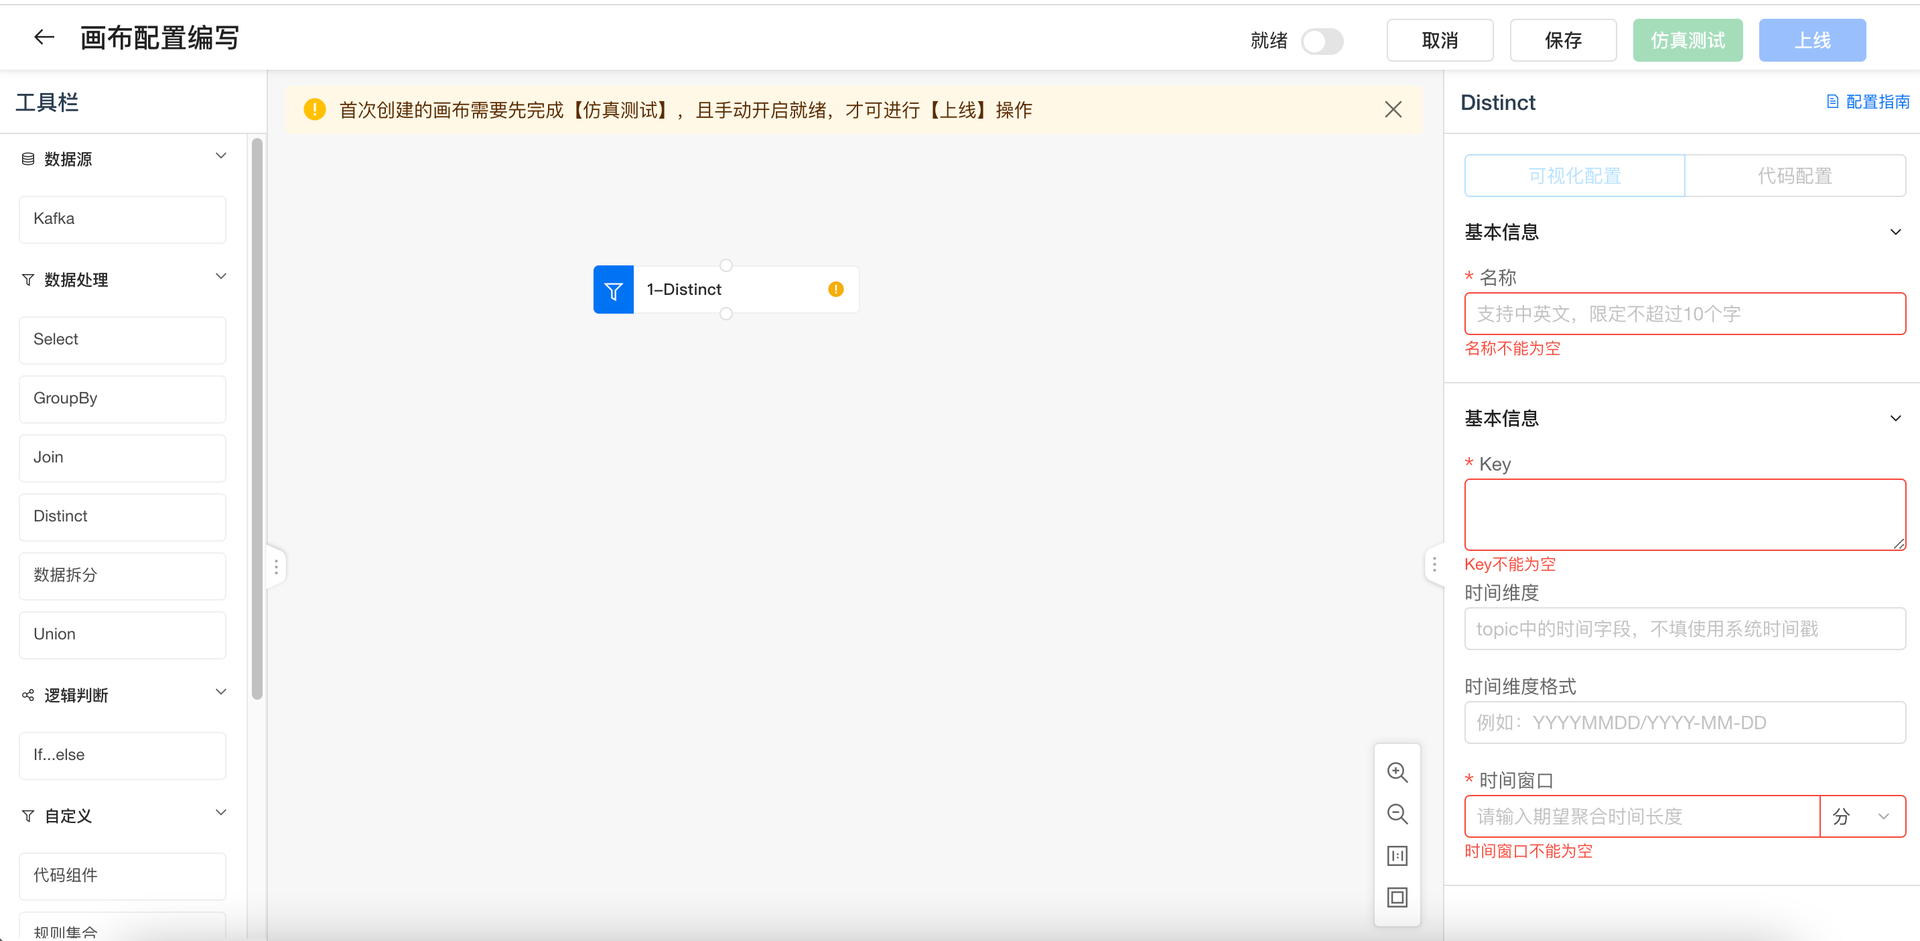 画布配置编写
就绪
取消
保存
仿真测试
上线
工具栏
数据源
Kafka
数据处理
Select
GroupBy
Join
Distinct
数据拆分
Union
逻辑判断
If...else
自定义
代码组件
规则集合
首次创建的画布需要先完成【仿真测试】，且手动开启就绪，才可进行【上线】操作
1-Distinct
Distinct
配置指南
可视化配置
代码配置
基本信息
* 名称
支持中英文，限定不超过10个字
名称不能为空
基本信息
* Key
Key不能为空
时间维度
topic中的时间字段，不填使用系统时间戳
时间维度格式
例如：YYYYMMDD/YYYY-MM-DD
* 时间窗口
请输入期望聚合时间长度
分
时间窗口不能为空